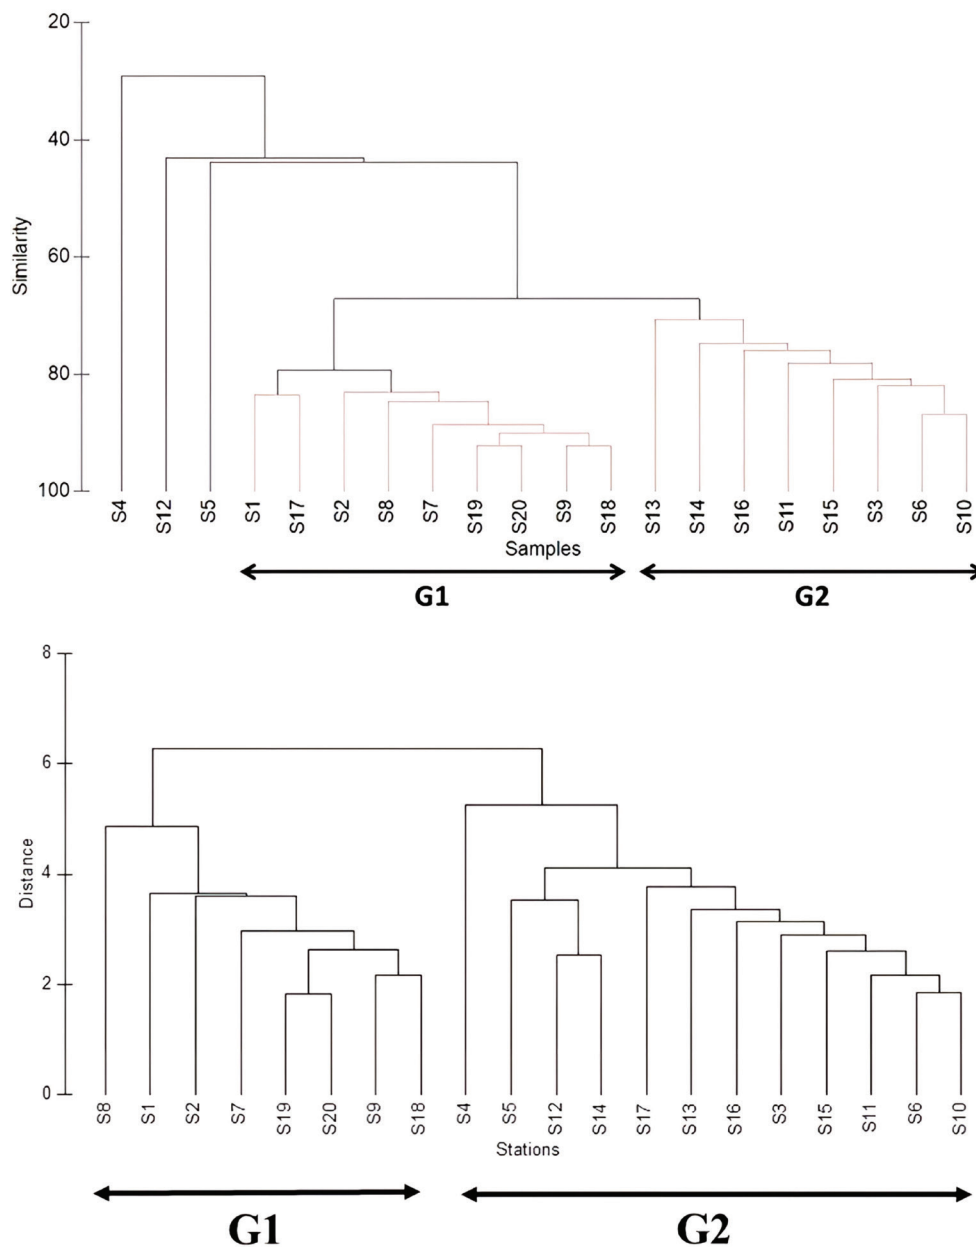 20
40
60
80
100
Similarity
S4 S12 S5 S1 S17 S2 S8 S7 S19 S20 S9 S18 S13 S14 S16 S11 S15 S3 S6 S10
Samples
G1 G2
8
6
4
2
0
Distance
S8 S1 S2 S7 S19 S20 S9 S18 S4 S5 S12 S14 S17 S13 S16 S3 S15 S11 S6 S10
Stations
G1 G2